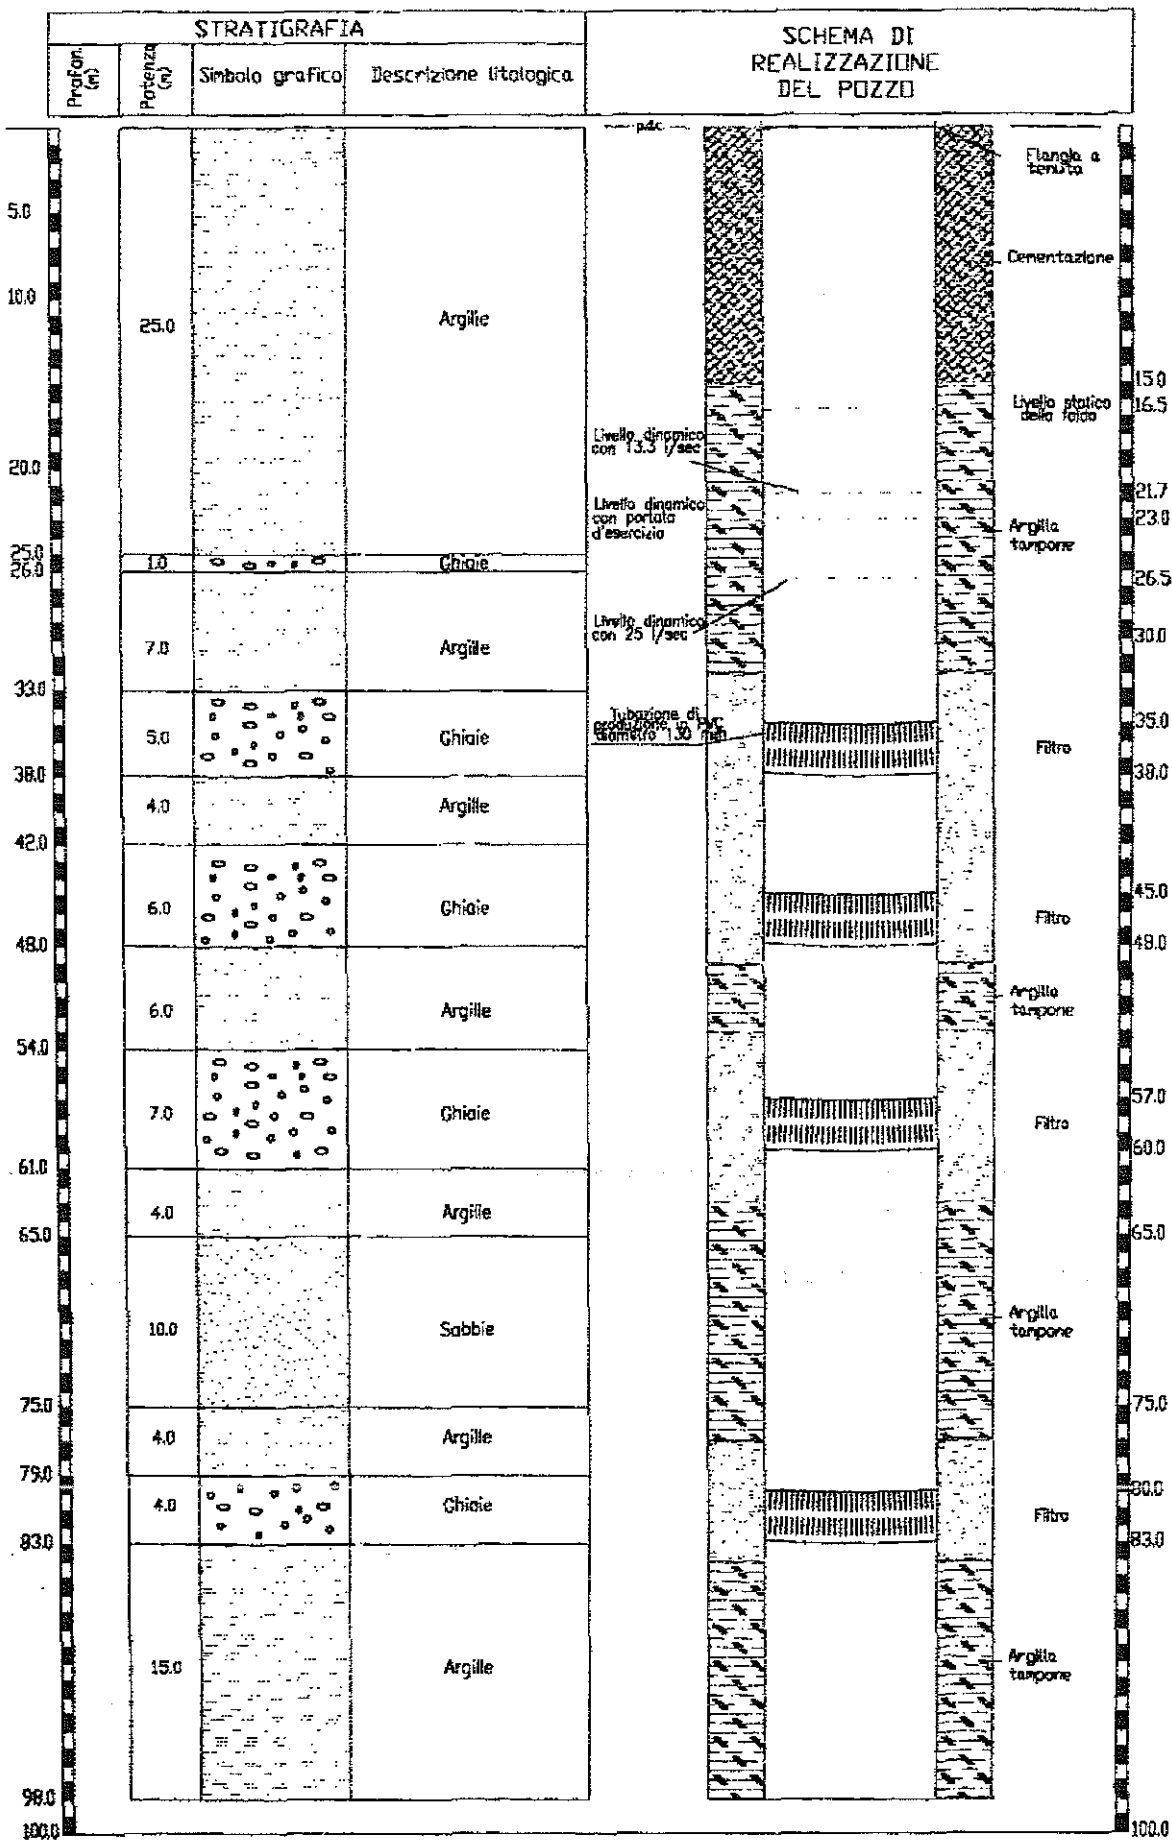 STRATIGRAFIA
SCHEMA DI
REALIZZAZIONE
DEL POZZO
Profon.
(m)
Potenza
(m)
Simbolo grafico
Descrizione litologica
p.d.c.
Flangia a
tenuta
5.0
Cementazione
10.0
25.0
Argille
15.0
Livello statico
della falda
16.5
Livello dinamico
con 13.3 l/sec
20.0
21.7
Livello dinamico
con portata
d'esercizio
23.0
Argilla
tampone
25.0
26.0
1.0
Ghiaie
26.5
Livello dinamico
con 25 l/sec
30.0
7.0
Argille
33.0
Tubazione di
produzione in PVC
diametro 130 mm
35.0
5.0
Ghiaie
Filtro
38.0
38.0
4.0
Argille
42.0
45.0
6.0
Ghiaie
Filtro
48.0
48.0
6.0
Argille
Argilla
tampone
54.0
57.0
7.0
Ghiaie
Filtro
60.0
61.0
4.0
Argille
65.0
65.0
10.0
Sabbie
Argilla
tampone
75.0
75.0
4.0
Argille
79.0
80.0
4.0
Ghiaie
Filtro
83.0
83.0
15.0
Argille
Argilla
tampone
98.0
100.0
100.0